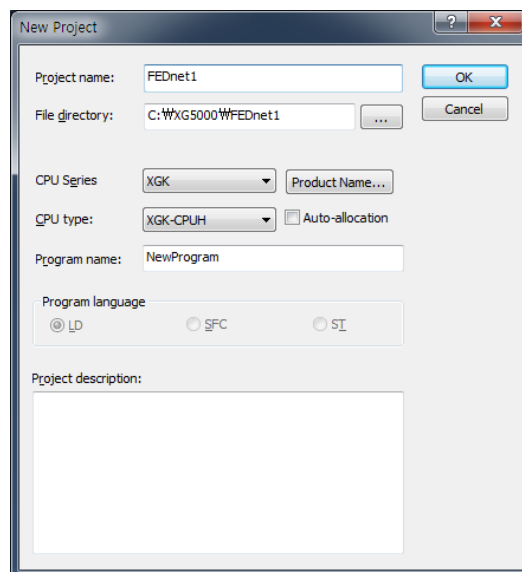 New Project
Project name: FEDnet1 OK
File directory: C:₩XG5000₩FEDnet1 ... Cancel
CPU Series XGK Product Name...
CPU type: XGK-CPUH Auto-allocation
Program name: NewProgram
Program language
LD SFC ST
Project description: